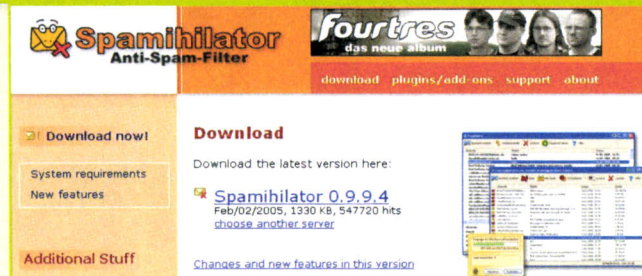 Spamihilator
Anti-Spam-Filter
fourtres
das neue album
download plugins/add-ons support about
Download now!
System requirements
New features
Additional Stuff
Download
Download the latest version here:
Spamihilator 0.9.9.4
Feb/02/2005, 1330 KB, 547720 hits
choose another server
Changes and new features in this version